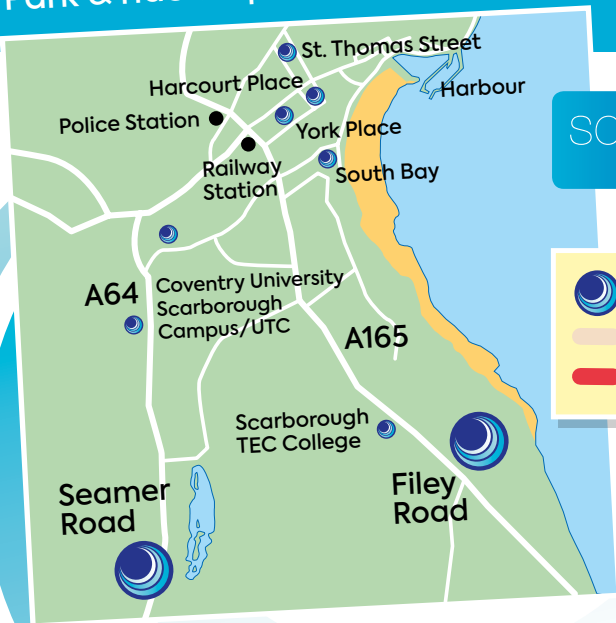 Park &
St. Thomas Street
Harcourt Place
Harbour
Police Station
York Place
Railway
Station
South Bay
A64
Coventry University
Scarborough
Campus/UTC
A165
Scarborough
TEC College
Seamer
Road
Filey
Road